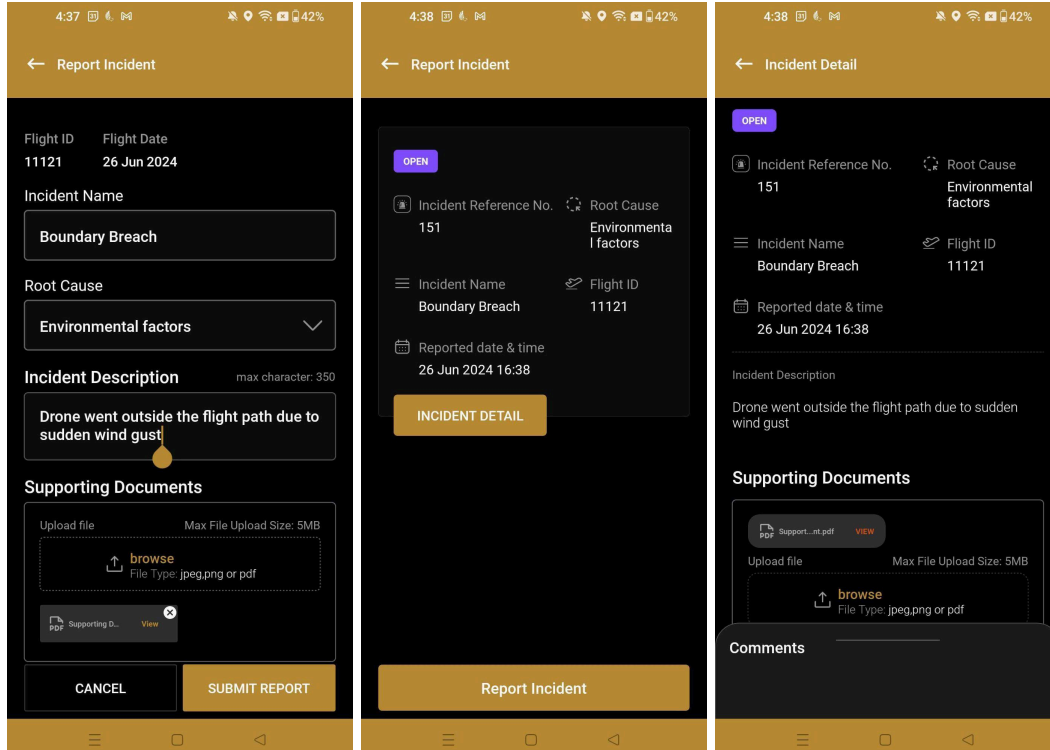 4:37 31 42%
Report Incident
Flight ID Flight Date
11121 26 Jun 2024
Incident Name
Boundary Breach
Root Cause
Environmental factors
Incident Description max character: 350
Drone went outside the flight path due to
sudden wind gust
Supporting Documents
Upload file Max File Upload Size: 5MB
browse
File Type: jpeg,png or pdf
PDF Supporting D... View
CANCEL SUBMIT REPORT
4:38 31 42%
Report Incident
OPEN
Incident Reference No. Root Cause
151 Environmenta
l factors
Incident Name Flight ID
Boundary Breach 11121
Reported date & time
26 Jun 2024 16:38
INCIDENT DETAIL
Report Incident
4:38 31 42%
Incident Detail
OPEN
Incident Reference No. Root Cause
151 Environmental
factors
Incident Name Flight ID
Boundary Breach 11121
Reported date & time
26 Jun 2024 16:38
Incident Description
Drone went outside the flight path due to sudden
wind gust
Supporting Documents
PDF Support...nt.pdf VIEW
Upload file Max File Upload Size: 5MB
browse
File Type: jpeg,png or pdf
Comments